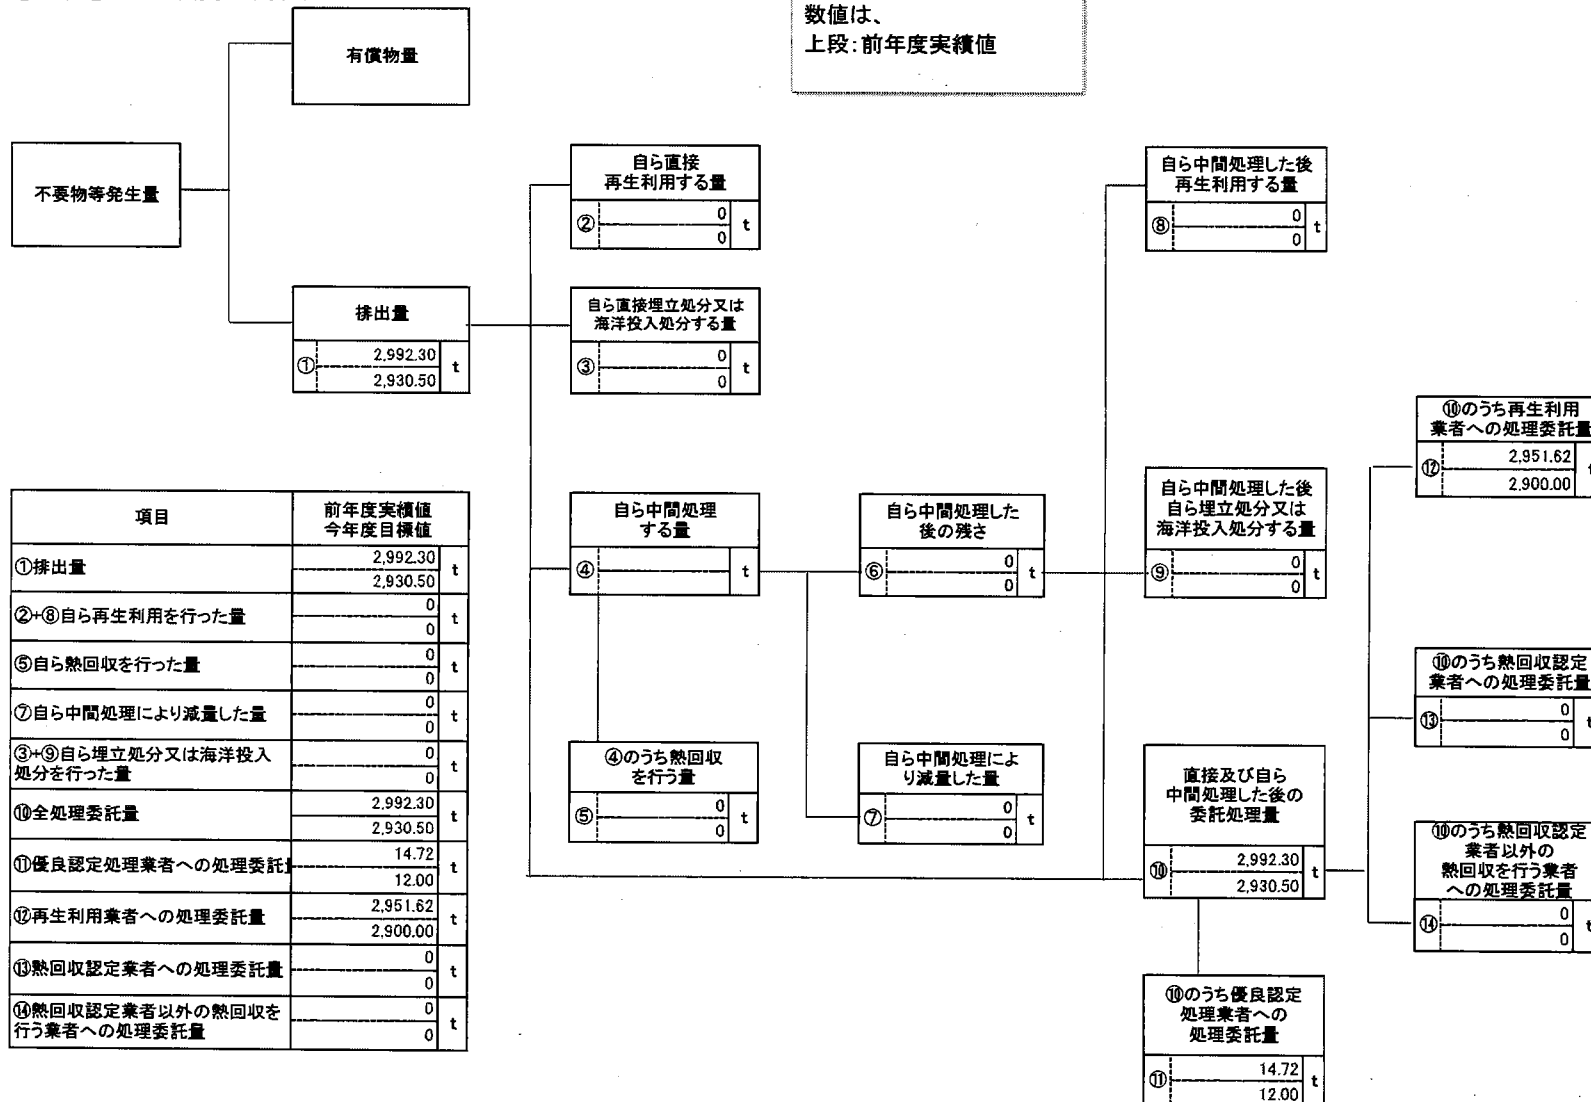 数値は、
上段:前年度実績値
有償物量
不要物等発生量
排出量
① 2,992.30 t
2,930.50
自ら直接
再生利用する量
② 0 t
0
自ら直接埋立処分又は
海洋投入処分する量
③ 0 t
0
自ら中間処理した後
再生利用する量
⑧ 0 t
0
自ら中間処理
する量
④ t
自ら中間処理した
後の残さ
⑥ 0 t
0
自ら中間処理した後
自ら埋立処分又は
海洋投入処分する量
⑨ 0 t
0
⑩のうち再生利用
業者への処理委託量
⑫ 2,951.62 t
2,900.00
④のうち熱回収
を行う量
⑤ 0 t
0
自ら中間処理によ
り減量した量
⑦ 0 t
0
直接及び自ら
中間処理した後の
委託処理量
⑩ 2,992.30 t
2,930.50
⑩のうち熱回収認定
業者への処理委託量
⑬ 0 t
0
⑩のうち熱回収認定
業者以外の
熱回収を行う業者
への処理委託量
⑭ 0 t
0
⑩のうち優良認定
処理業者への
処理委託量
⑪ 14.72 t
12.00
項目 前年度実績値
今年度目標値
①排出量 2,992.30 t
2,930.50
②+⑧自ら再生利用を行った量 0 t
0
⑤自ら熱回収を行った量 0 t
0
⑦自ら中間処理により減量した量 0 t
0
③+⑨自ら埋立処分又は海洋投入
処分を行った量 0 t
0
⑩全処理委託量 2,992.30 t
2,930.50
⑪優良認定処理業者への処理委託 14.72 t
12.00
⑫再生利用業者への処理委託量 2,951.62 t
2,900.00
⑬熱回収認定業者への処理委託量 0 t
0
⑭熱回収認定業者以外の熱回収を
行う業者への処理委託量 0 t
0